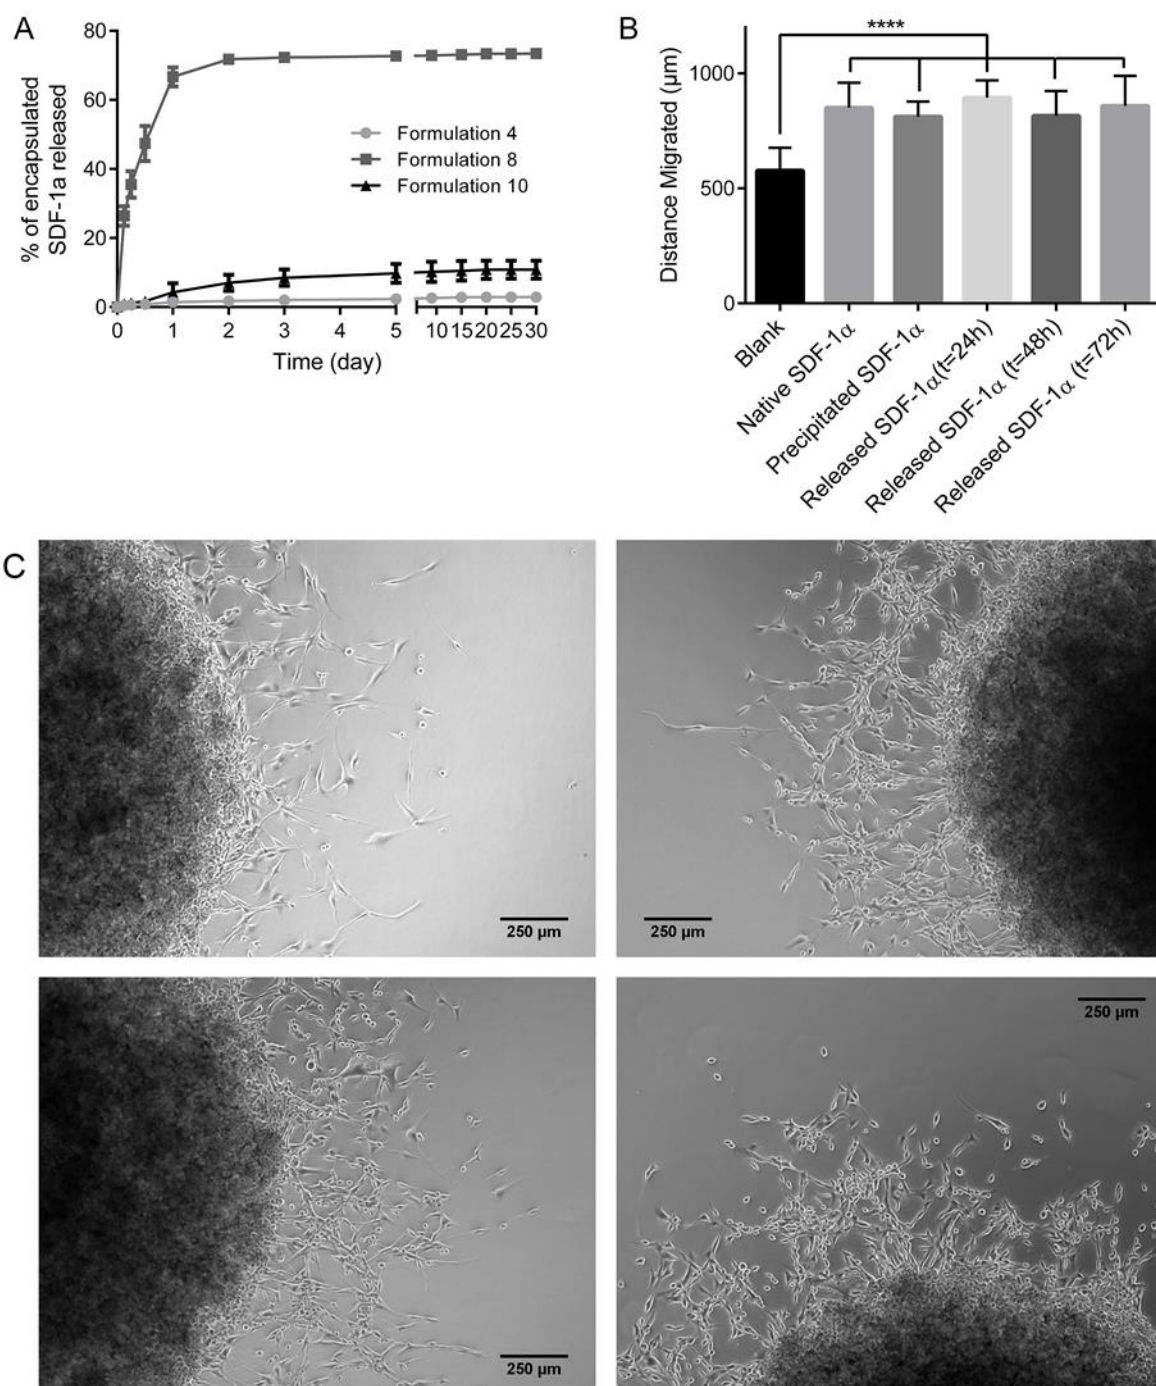 A
% of encapsulated
SDF-1a released
80
60
40
20
0
Formulation 4
Formulation 8
Formulation 10
0 1 2 3 4 5 10 15 20 25 30
Time (day)
B
****
Distance Migrated (µm)
1000
500
0
Blank
Native SDF-1α
Precipitated SDF-1α
Released SDF-1α(t=24h)
Released SDF-1α (t=48h)
Released SDF-1α (t=72h)
C
250 µm
250 µm
250 µm
250 µm